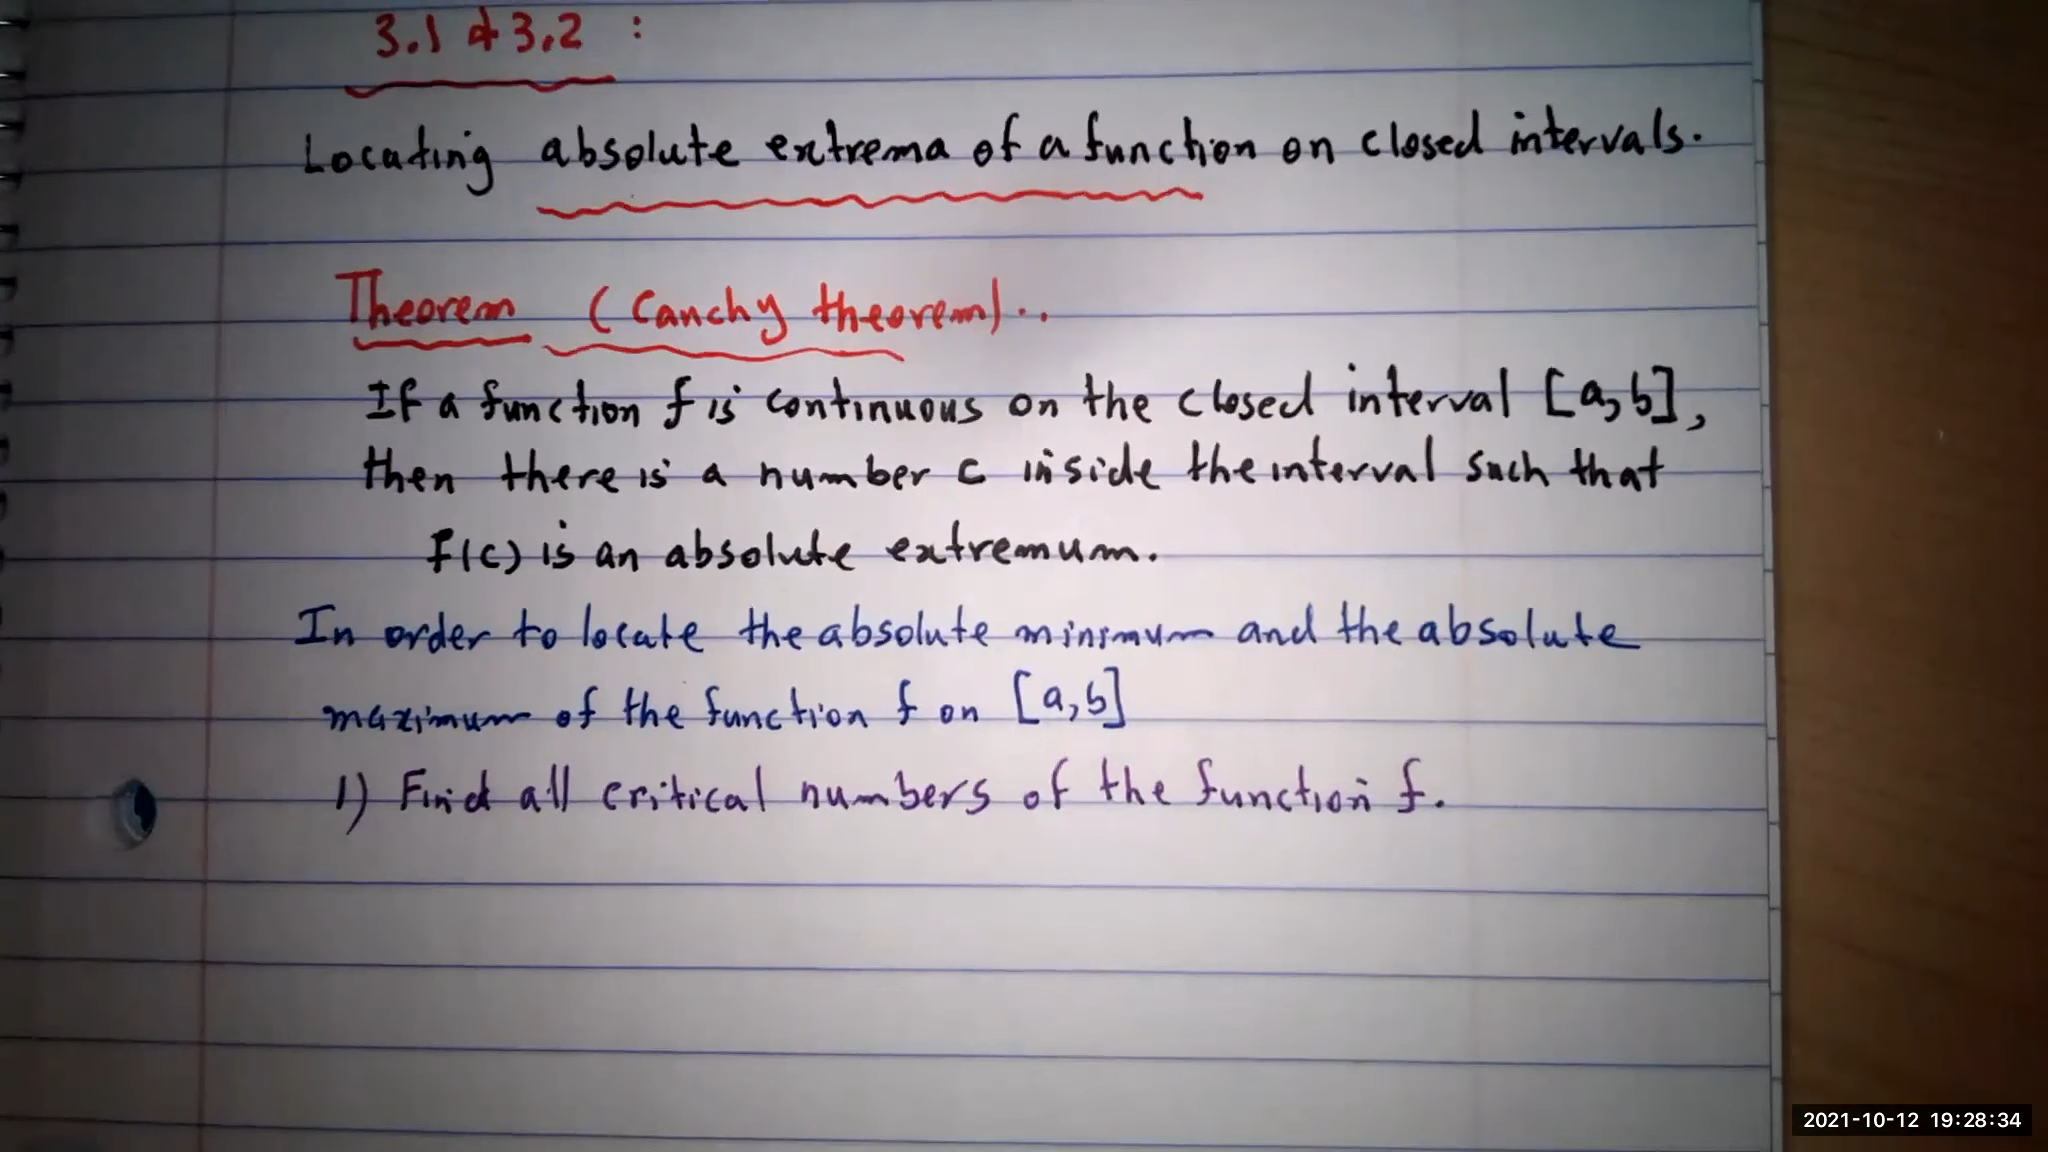 3.1 & 3.2 :
Locating absolute extrema of a function on closed intervals.
Theorem (Cauchy theorem)..
If a function f is continuous on the closed interval [a,b],
then there is a number c inside the interval such that
f(c) is an absolute extremum.
In order to locate the absolute minimum and the absolute
maximum of the function f on [a,b]
1) Find all critical numbers of the function f.
2021-10-12 19:28:34